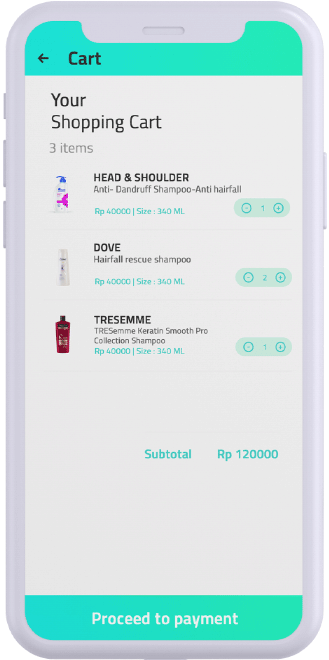 Cart
Your
Shopping Cart
3 items
HEAD & SHOULDER
Anti- Dandruff Shampoo-Anti hairfall
Rp 40000 | Size : 340 ML
1
DOVE
Hairfall rescue shampoo
Rp 40000 | Size : 340 ML
2
TRESEMME
TRESemme Keratin Smooth Pro
Collection Shampoo
Rp 40000 | Size : 340 ML
1
Subtotal Rp 120000
Proceed to payment